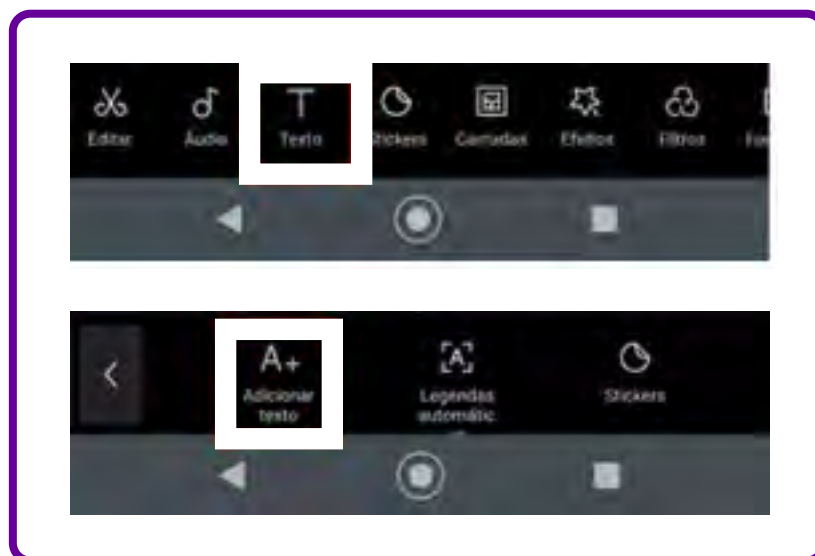 Editar Áudio Texto Stickers Camadas Efeitos Filtros
A+
Adicionar Legendas Stickers
texto automátic